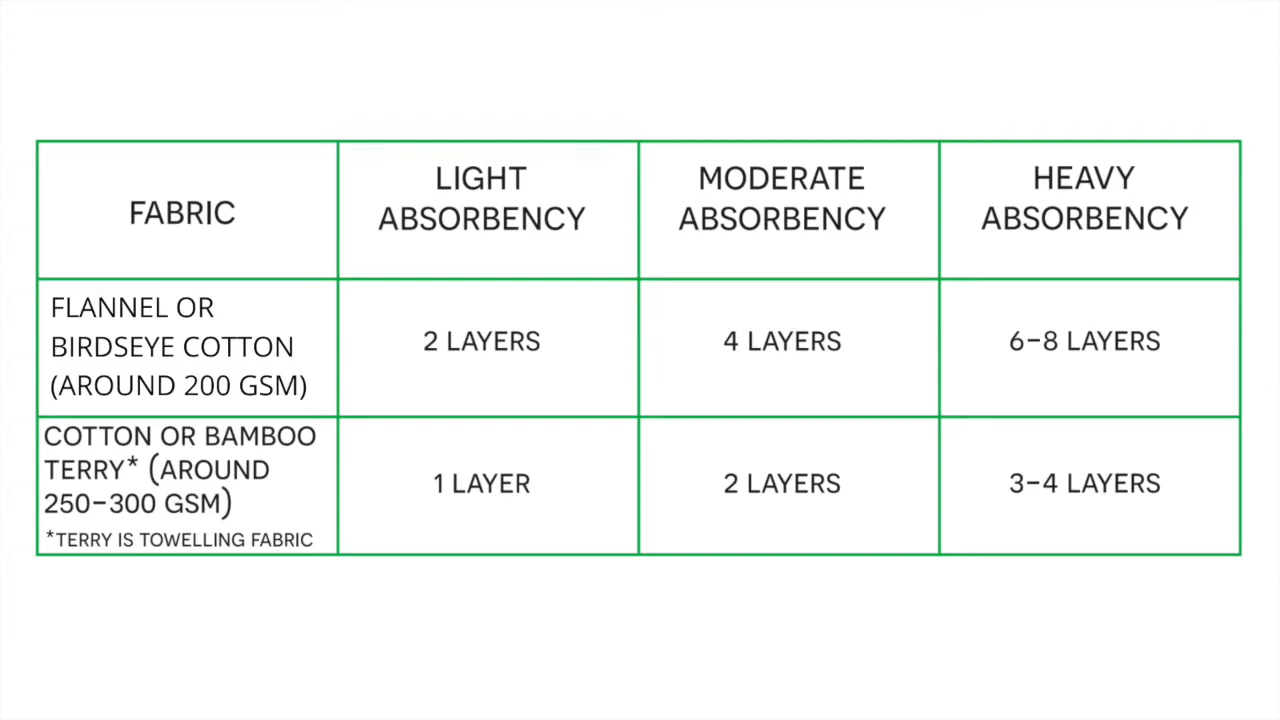 FABRIC
LIGHT
ABSORBENCY
MODERATE
ABSORBENCY
HEAVY
ABSORBENCY
FLANNEL OR
BIRDSEYE COTTON
(AROUND 200 GSM)
2 LAYERS
4 LAYERS
6-8 LAYERS
COTTON OR BAMBOO
TERRY* (AROUND
250-300 GSM)
*TERRY IS TOWELLING FABRIC
1 LAYER
2 LAYERS
3-4 LAYERS